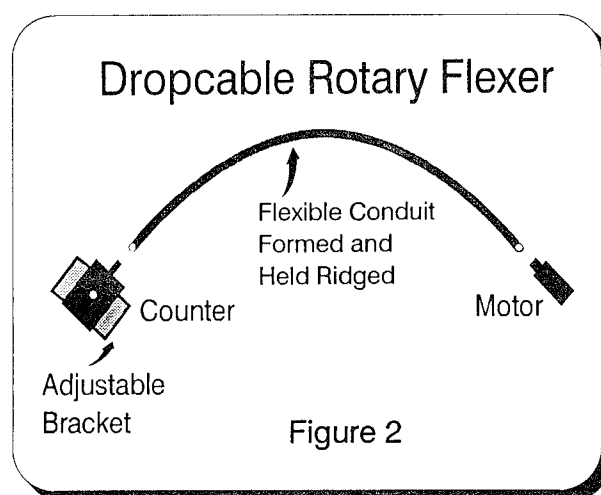 Dropcable Rotary Flexer
Flexible Conduit
Formed and
Held Ridged
Counter
Motor
Adjustable
Bracket
Figure 2